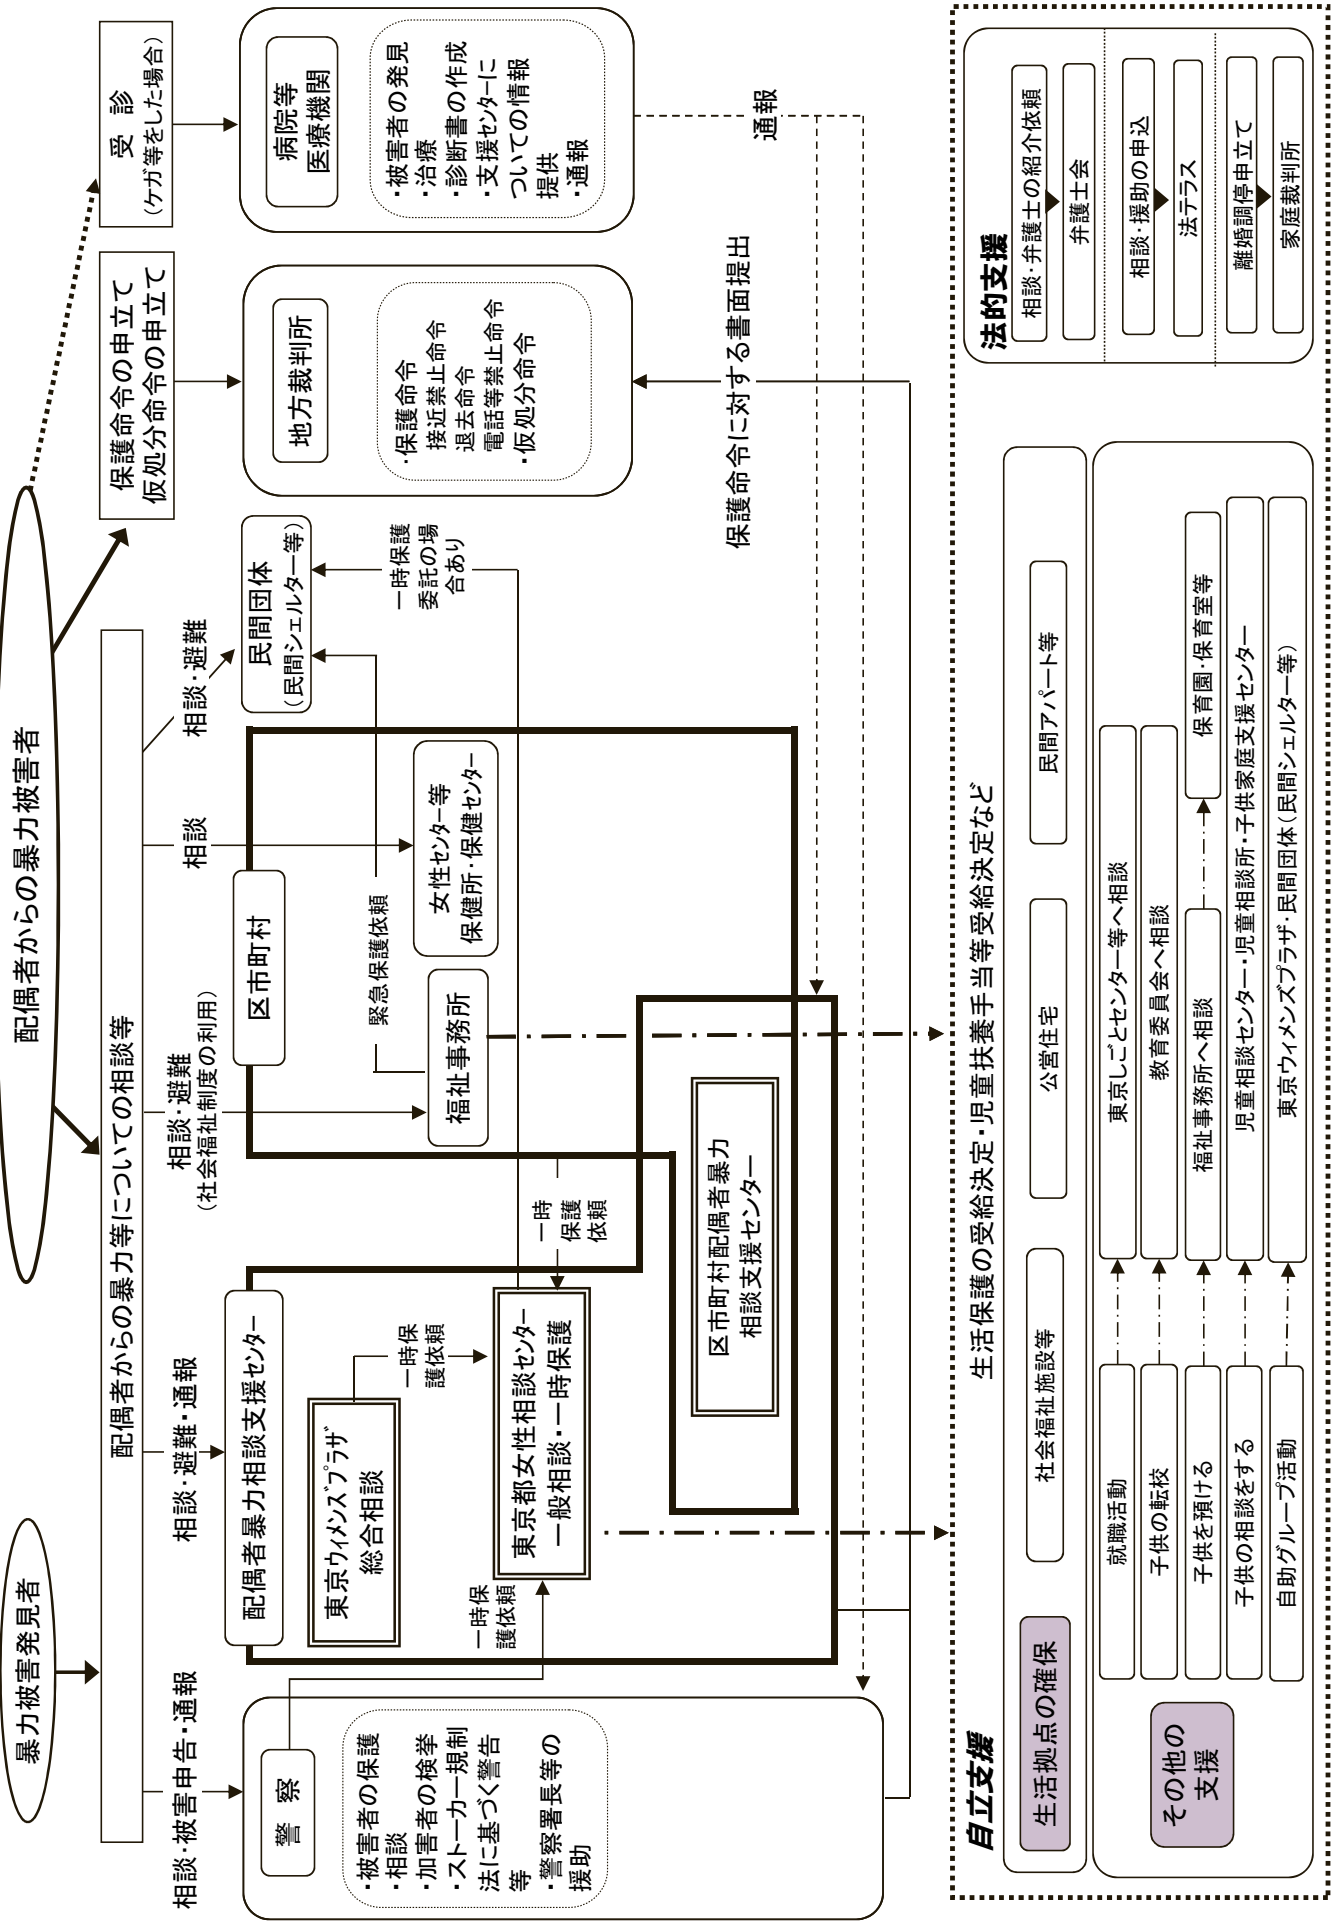 暴力被害発見者
配偶者からの暴力被害者
配偶者からの暴力等についての相談等
保護命令の申立て
仮処分命令の申立て
受 診
（ケガ等をした場合）
相談・被害申告・通報
相談・避難・通報
相談・避難
（社会福祉制度の利用）
相談
相談・避難
警 察
・被害者の保護
・相談
・加害者の検挙
・ストーカー規制
法に基づく警告
等
・警察署長等の
援助
配偶者暴力相談支援センター
東京ウィメンズプラザ
総合相談
一時保
護依頼
一時保
護依頼
東京都女性相談センター
一般相談・一時保護
一時
保護
依頼
区市町村配偶者暴力
相談支援センター
区市町村
福祉事務所
緊急保護依頼
女性センター等
保健所・保健センター
民間団体
（民間シェルター等）
一時保護
委託の場
合あり
地方裁判所
・保護命令
接近禁止命令
退去命令
電話等禁止命令
・仮処分命令
病院等
医療機関
・被害者の発見
・治療
・診断書の作成
・支援センターに
ついての情報
提供
・通報
保護命令に対する書面提出
通報
自立支援
生活保護の受給決定・児童扶養手当等受給決定など
生活拠点の確保
社会福祉施設等
公営住宅
民間アパート等
その他の
支援
就職活動
東京しごとセンター等へ相談
子供の転校
教育委員会へ相談
子供を預ける
福祉事務所へ相談
保育園・保育室等
子供の相談をする
児童相談センター・児童相談所・子供家庭支援センター
自助グループ活動
東京ウィメンズプラザ・民間団体（民間シェルター等）
法的支援
相談・弁護士の紹介依頼
弁護士会
相談・援助の申込
法テラス
離婚調停申立て
家庭裁判所